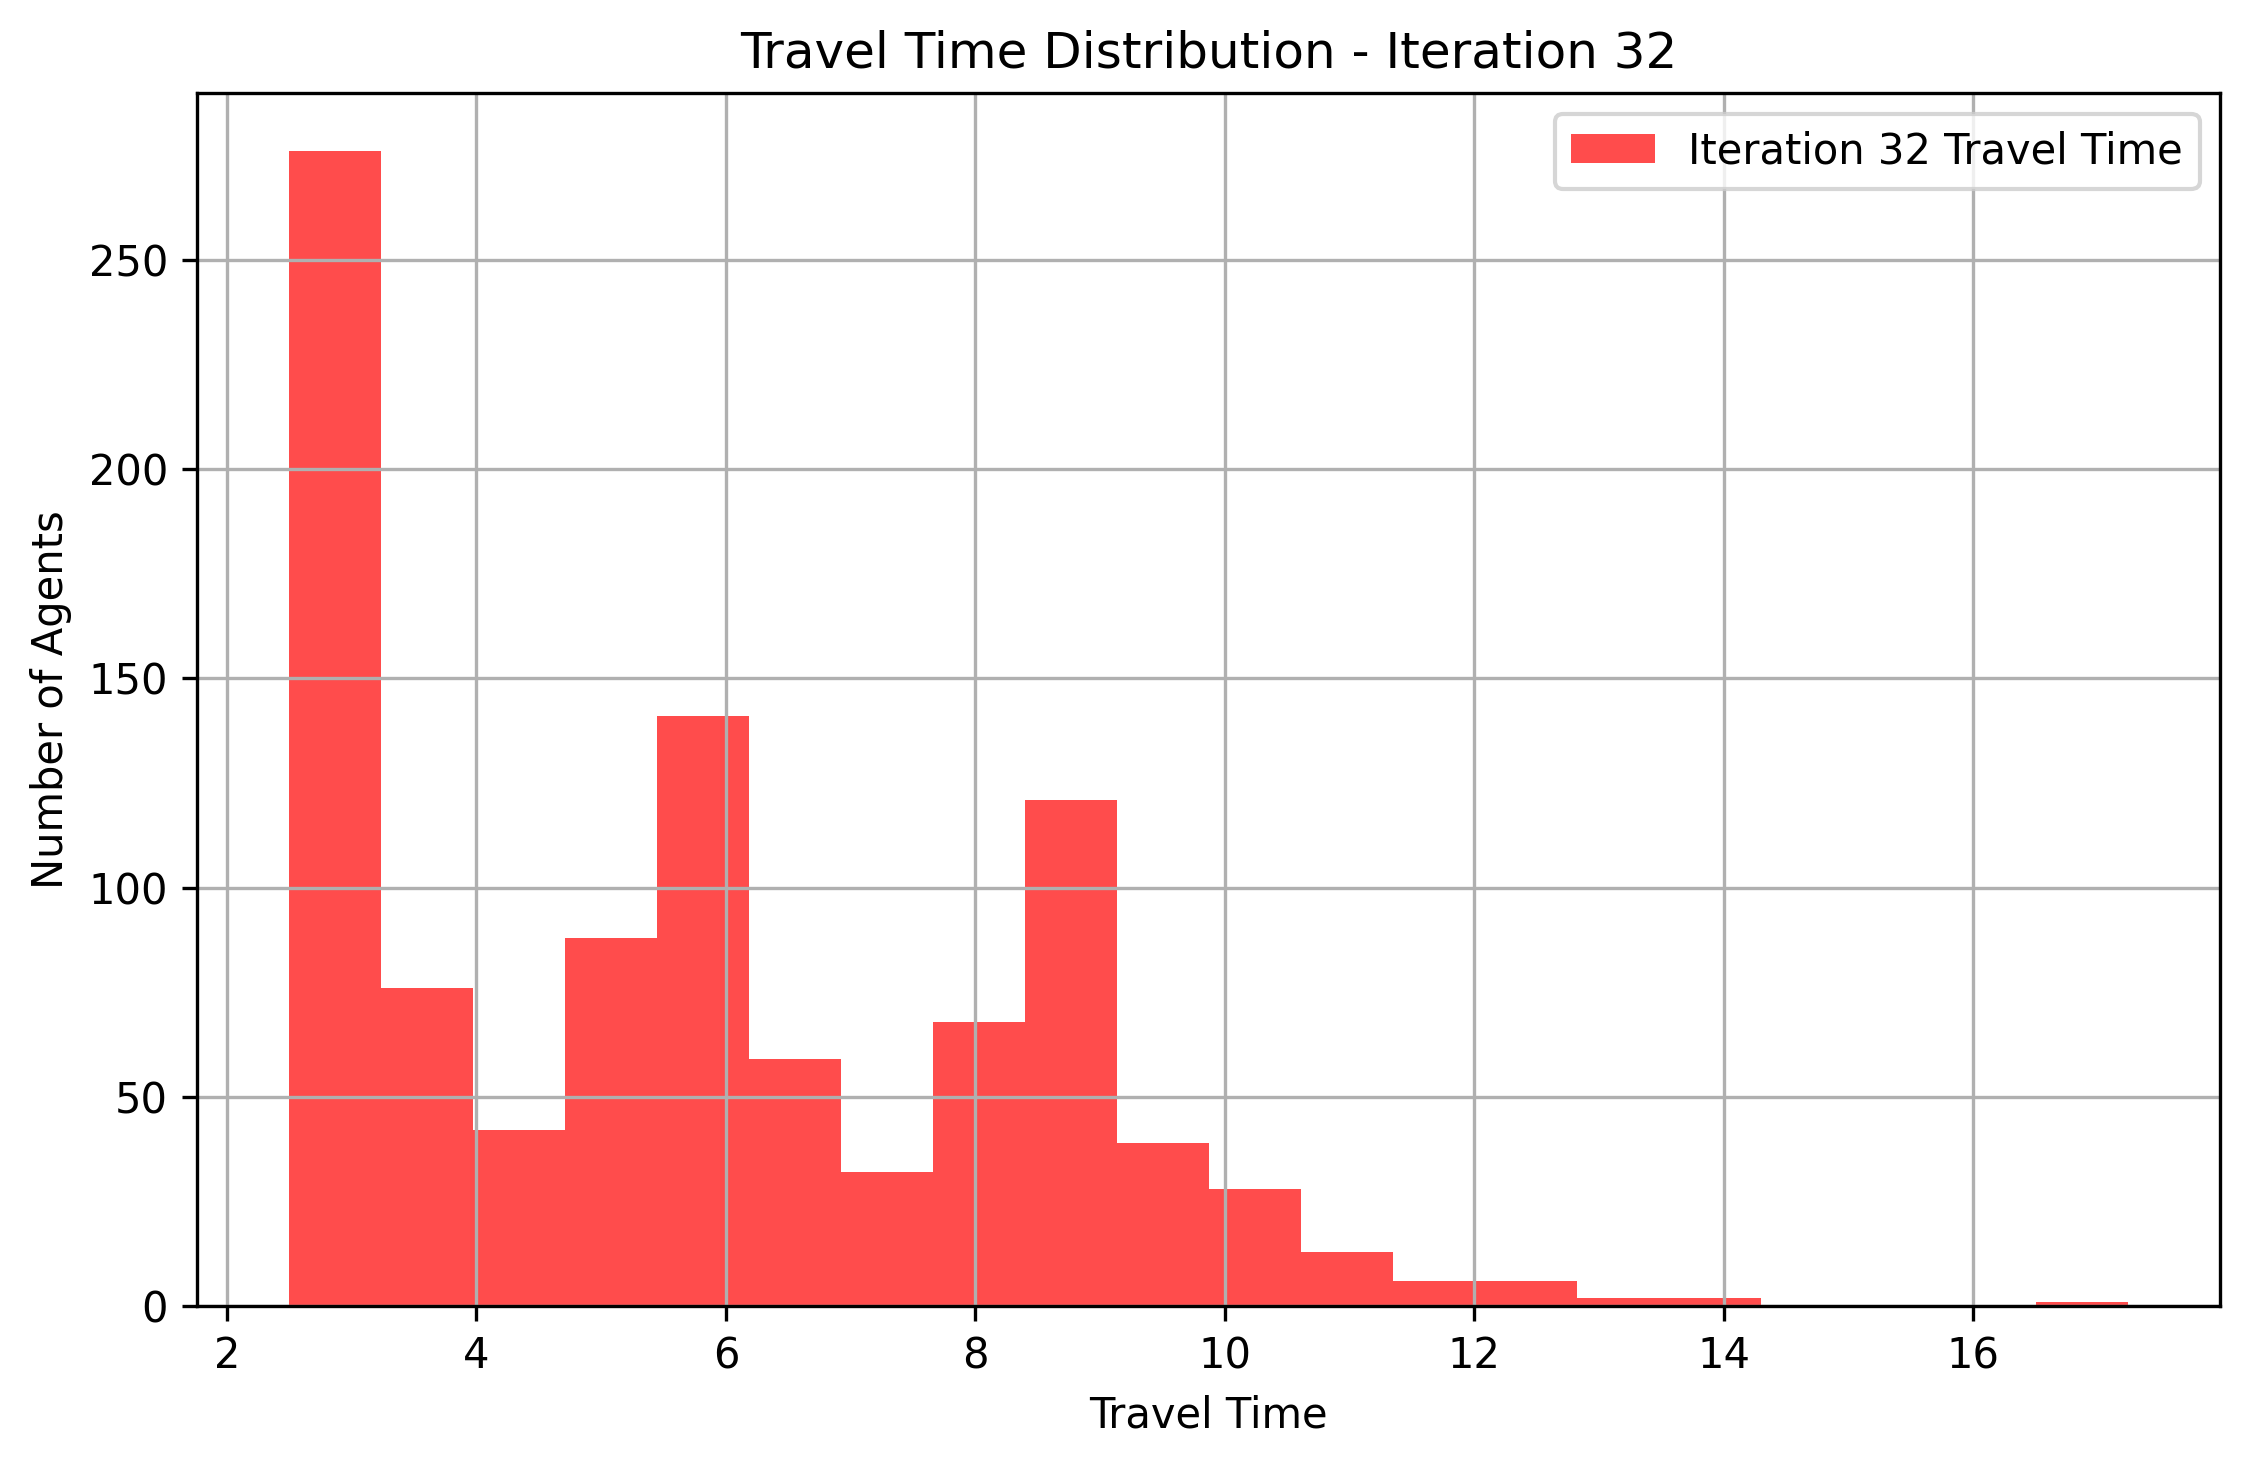 Travel Time Distribution - Iteration 32
Iteration 32 Travel Time
Number of Agents
250
200
150
100
50
0
2 4 6 8 10 12 14 16
Travel Time